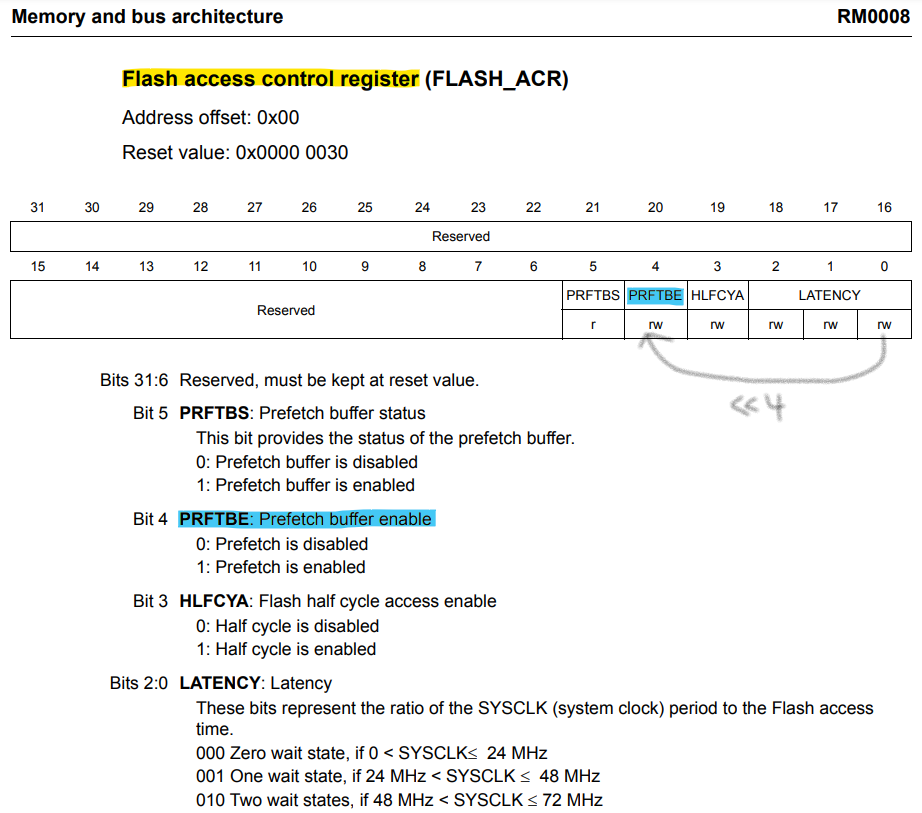 Memory and bus architecture RM0008
Flash access control register (FLASH_ACR)
Address offset: 0x00
Reset value: 0x0000 0030
31 30 29 28 27 26 25 24 23 22 21 20 19 18 17 16
Reserved
15 14 13 12 11 10 9 8 7 6 5 4 3 2 1 0
Reserved PRFTBS PRFTBE HLFCYA LATENCY
r rw rw rw rw rw
<<4
Bits 31:6 Reserved, must be kept at reset value.
Bit 5 PRFTBS: Prefetch buffer status
This bit provides the status of the prefetch buffer.
0: Prefetch buffer is disabled
1: Prefetch buffer is enabled
Bit 4 PRFTBE: Prefetch buffer enable
0: Prefetch is disabled
1: Prefetch is enabled
Bit 3 HLFCYA: Flash half cycle access enable
0: Half cycle is disabled
1: Half cycle is enabled
Bits 2:0 LATENCY: Latency
These bits represent the ratio of the SYSCLK (system clock) period to the Flash access
time.
000 Zero wait state, if 0 < SYSCLK≤ 24 MHz
001 One wait state, if 24 MHz < SYSCLK ≤ 48 MHz
010 Two wait states, if 48 MHz < SYSCLK ≤ 72 MHz